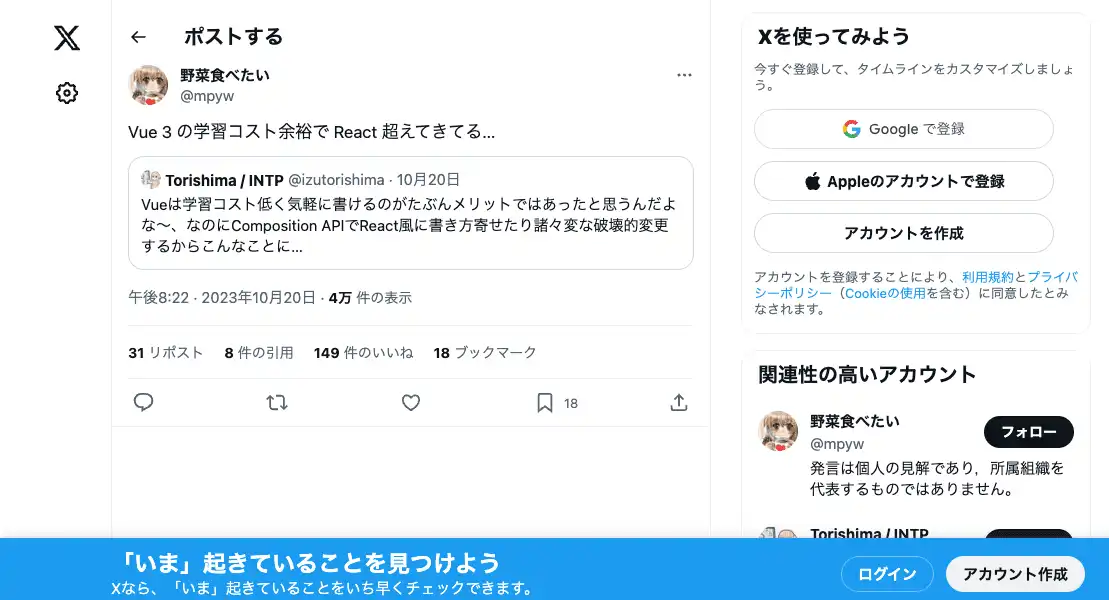 ポストする
野菜食べたい
@mpyw
Vue 3 の学習コスト余裕で React 超えてきてる...
Torishima / INTP @izutorishima · 10月20日
Vueは学習コスト低く気軽に書けるのがたぶんメリットではあったと思うんだよ
な〜、なのにComposition APIでReact風に書き方寄せたり諸々変な破壊的変更
するからこんなことに...
午後8:22 · 2023年10月20日 · 4万 件の表示
31 リポスト 8 件の引用 149 件のいいね 18 ブックマーク
18
Xを使ってみよう
今すぐ登録して、タイムラインをカスタマイズしましょ
う。
Google で登録
Appleのアカウントで登録
アカウントを作成
アカウントを登録することにより、利用規約とプライバ
シーポリシー（Cookieの使用を含む）に同意したとみ
なされます。
関連性の高いアカウント
野菜食べたい
@mpyw
フォロー
発言は個人の見解であり，所属組織を
代表するものではありません。
Torishima / INTP
「いま」起きていることを見つけよう
Xなら、「いま」起きていることをいち早くチェックできます。
ログイン
アカウント作成